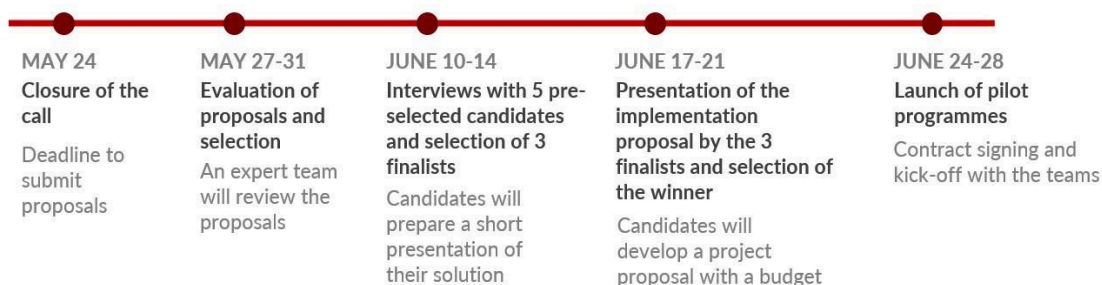 MAY 24
Closure of the
call
Deadline to
submit
proposals
MAY 27-31
Evaluation of
proposals and
selection
An expert team
will review the
proposals
JUNE 10-14
Interviews with 5 pre-
selected candidates
and selection of 3
finalists
Candidates will
prepare a short
presentation of
their solution
JUNE 17-21
Presentation of the
implementation
proposal by the 3
finalists and selection of
the winner
Candidates will
develop a project
proposal with a budget
JUNE 24-28
Launch of pilot
programmes
Contract signing and
kick-off with the teams